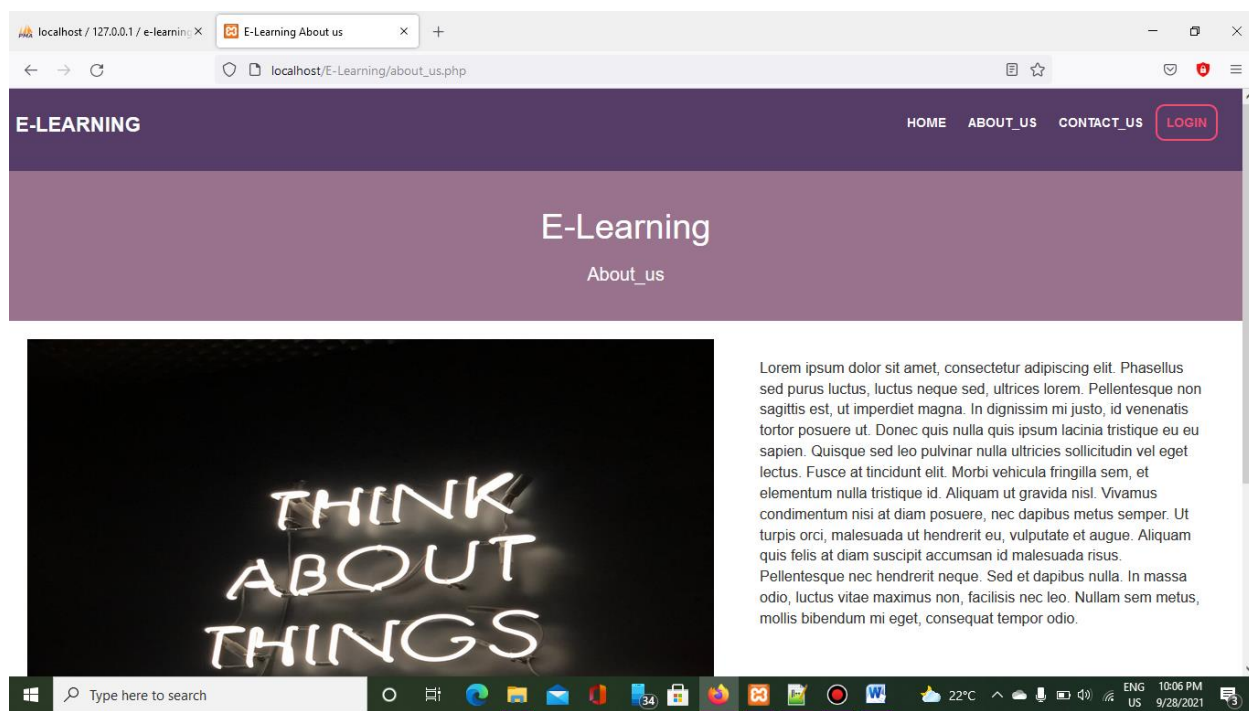 localhost / 127.0.0.1 / e-learning
E-Learning About us
localhost/E-Learning/about_us.php
E-LEARNING
HOME
ABOUT_US
CONTACT_US
LOGIN
E-Learning
About_us
THINK
ABOUT
THINGS
Lorem ipsum dolor sit amet, consectetur adipiscing elit. Phasellus
sed purus luctus, luctus neque sed, ultrices lorem. Pellentesque non
sagittis est, ut imperdiet magna. In dignissim mi justo, id venenatis
tortor posuere ut. Donec quis nulla quis ipsum lacinia tristique eu eu
sapien. Quisque sed leo pulvinar nulla ultricies sollicitudin vel eget
lectus. Fusce at tincidunt elit. Morbi vehicula fringilla sem, et
elementum nulla tristique id. Aliquam ut gravida nisl. Vivamus
condimentum nisi at diam posuere, nec dapibus metus semper. Ut
turpis orci, malesuada ut hendrerit eu, vulputate et augue. Aliquam
quis felis at diam suscipit accumsan id malesuada risus.
Pellentesque nec hendrerit neque. Sed et dapibus nulla. In massa
odio, luctus vitae maximus non, facilisis nec leo. Nullam sem metus,
mollis bibendum mi eget, consequat tempor odio.
Type here to search
34
22°C
ENG
US
10:06 PM
9/28/2021
3